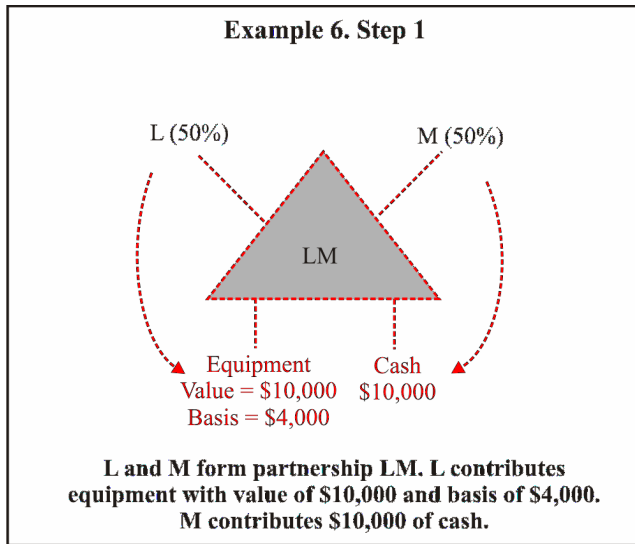 Example 6. Step 1
L (50%)
M (50%)
LM
Equipment
Value = $10,000
Basis = $4,000
Cash
$10,000
L and M form partnership LM. L contributes
equipment with value of $10,000 and basis of $4,000.
M contributes $10,000 of cash.